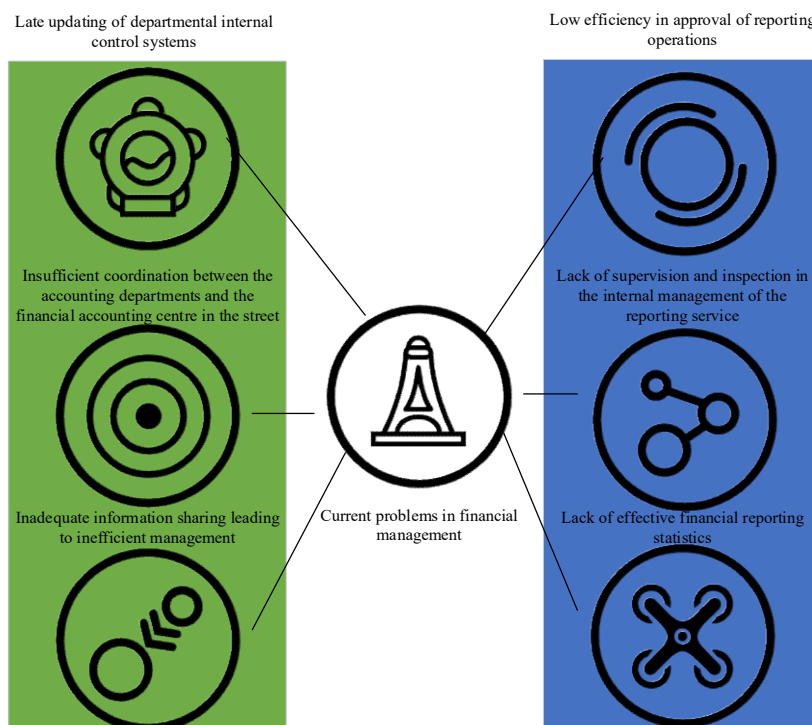 Late updating of departmental internal
control systems
Insufficient coordination between the
accounting departments and the
financial accounting centre in the street
Inadequate information sharing leading
to inefficient management
Current problems in financial
management
Low efficiency in approval of reporting
operations
Lack of supervision and inspection in
the internal management of the
reporting service
Lack of effective financial reporting
statistics